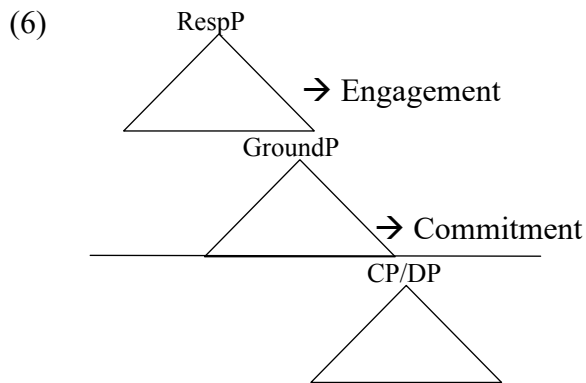 (6)
RespP
→ Engagement
GroundP
→ Commitment
CP/DP